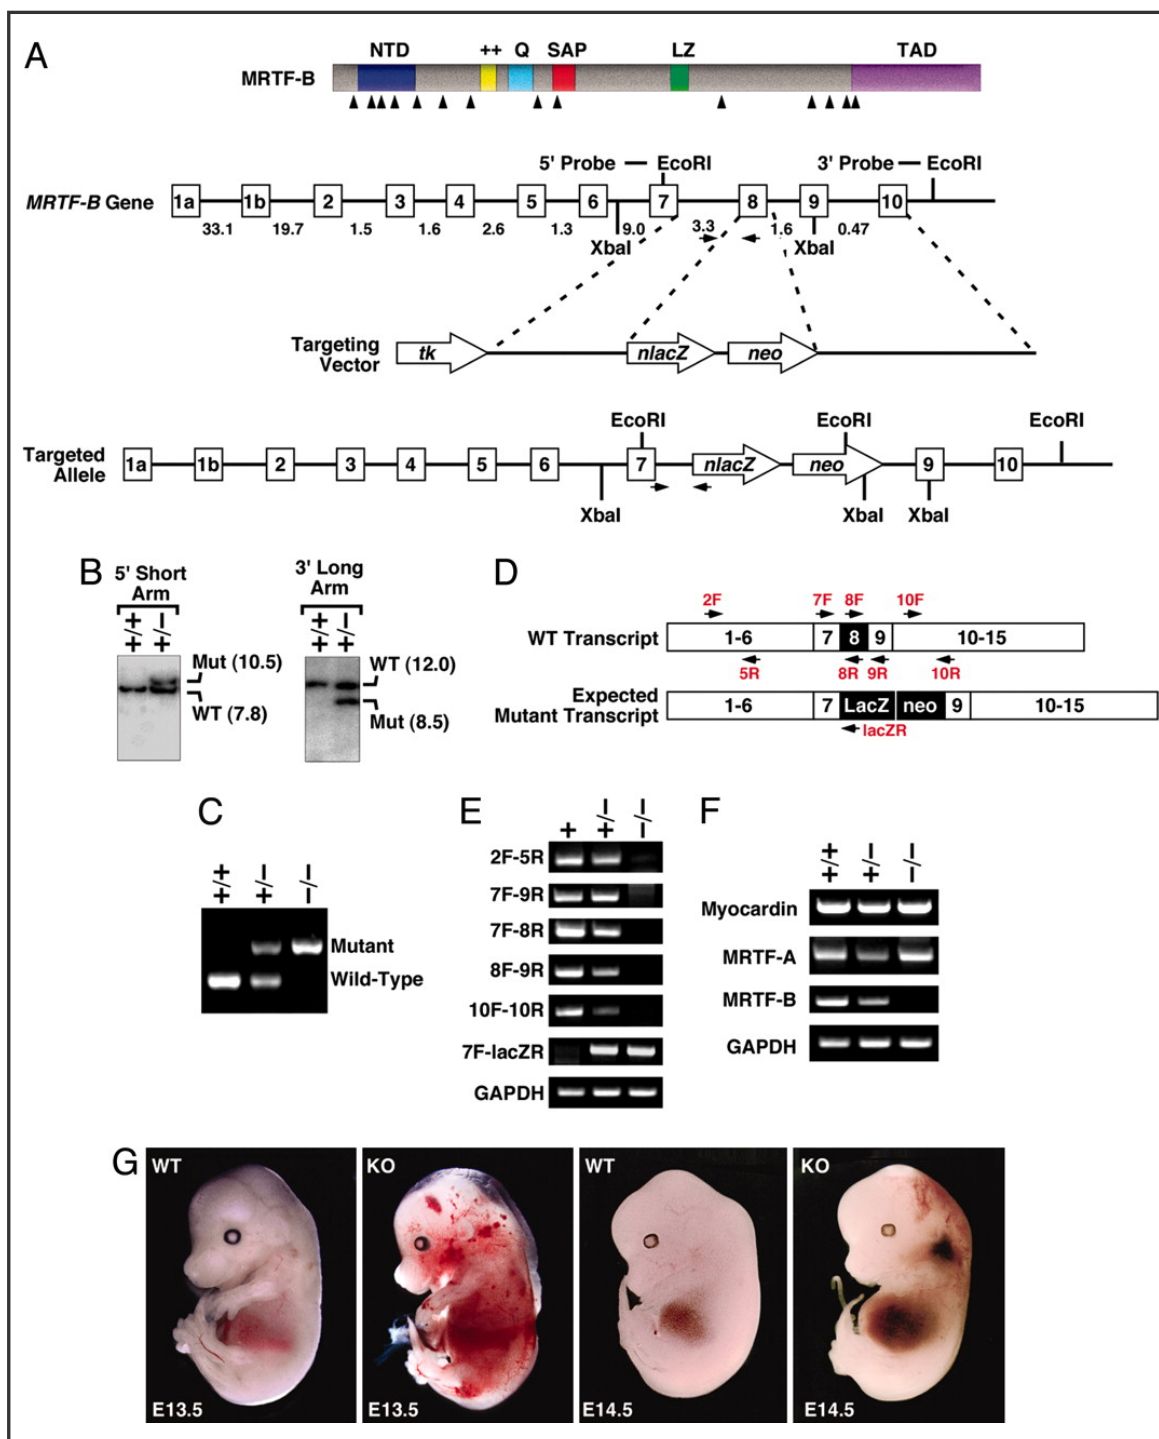 A
NTD ++ Q SAP LZ TAD
MRTF-B
5' Probe EcoRI 3' Probe EcoRI
MRTF-B Gene 1a 1b 2 3 4 5 6 7 8 9 10
33.1 19.7 1.5 1.6 2.6 1.3 9.0 3.3 1.6 0.47
XbaI XbaI
Targeting
Vector
tk nlacZ neo
EcoRI EcoRI EcoRI
Targeted
Allele
1a 1b 2 3 4 5 6 7 nlacZ neo 9 10
XbaI XbaI XbaI
B
5' Short
Arm
+/+ +/−
Mut (10.5)
WT (7.8)
3' Long
Arm
+/+ +/−
WT (12.0)
Mut (8.5)
C
+/+ +/− −/−
Mutant
Wild-Type
D
2F 7F 8F 10F
WT Transcript 1-6 7 8 9 10-15
5R 8R 9R 10R
Expected
Mutant Transcript
1-6 7 LacZ neo 9 10-15
lacZR
E
+ +/− −/−
2F-5R
7F-9R
7F-8R
8F-9R
10F-10R
7F-lacZR
GAPDH
F
+/+ +/− −/−
Myocardin
MRTF-A
MRTF-B
GAPDH
G
WT KO WT KO
E13.5 E13.5 E14.5 E14.5